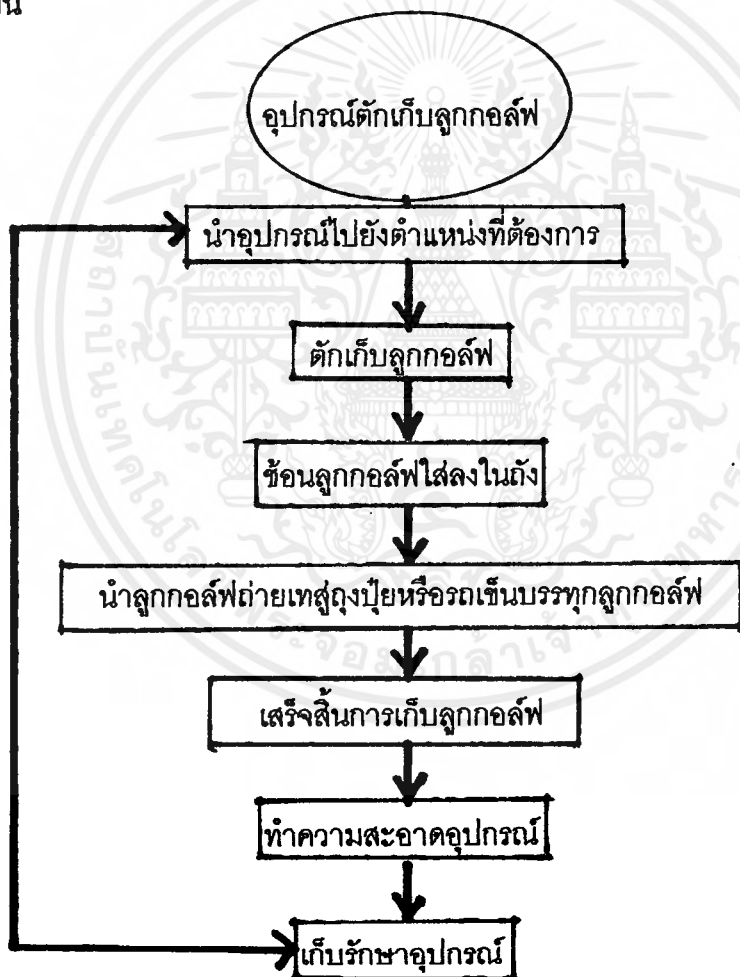 อุปกรณ์ตักเก็บลูกกอล์ฟ
นำอุปกรณ์ไปยังตำแหน่งที่ต้องการ
ตักเก็บลูกกอล์ฟ
ช้อนลูกกอล์ฟใส่ลงในถัง
นำลูกกอล์ฟถ่ายเทสู่ถุงปุ๋ยหรือรถเข็นบรรทุกลูกกอล์ฟ
เสร็จสิ้นการเก็บลูกกอล์ฟ
ทำความสะอาดอุปกรณ์
เก็บรักษาอุปกรณ์